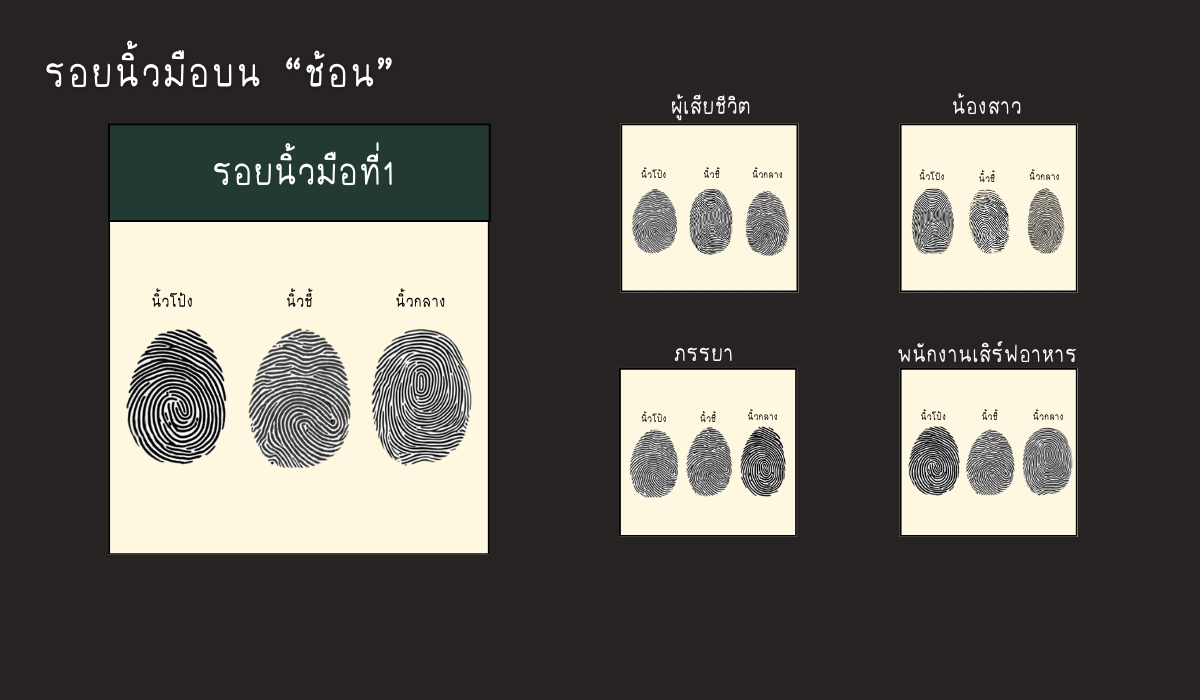 รอยนิ้วมือบน “ช้อน”
รอยนิ้วมือที่1
นิ้วโป้ง นิ้วชี้ นิ้วกลาง
ผู้เสียชีวิต
นิ้วโป้ง นิ้วชี้ นิ้วกลาง
น้องสาว
นิ้วโป้ง นิ้วชี้ นิ้วกลาง
ภรรยา
นิ้วโป้ง นิ้วชี้ นิ้วกลาง
พนักงานเสิร์ฟอาหาร
นิ้วโป้ง นิ้วชี้ นิ้วกลาง